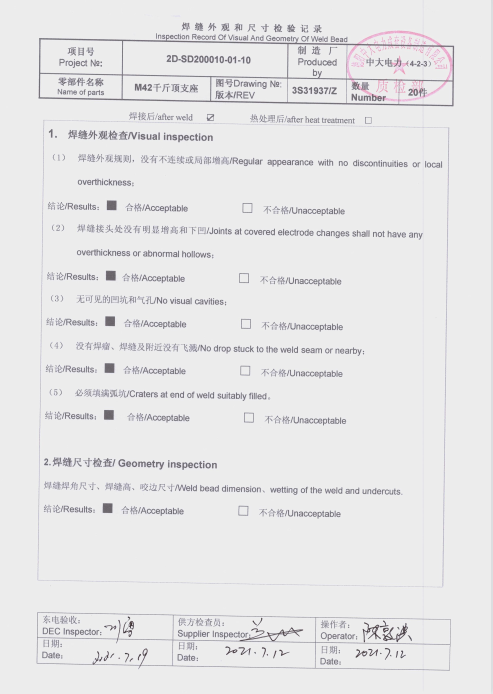 焊缝外观和尺寸检验记录
Inspection Record Of Visual And Geometry Of Weld Bead
项目号 Project №: 2D-SD200010-01-10 制造厂 Produced by 中大电力（4-2-3）
零部件名称 Name of parts M42千斤顶支座 图号Drawing №: 版本/REV 3S31937/Z 数量 Number 20件
质检部
焊接后/after weld ☑ 热处理后/after heat treatment □
1. 焊缝外观检查/Visual inspection
（1） 焊缝外观规则，没有不连续或局部增高/Regular appearance with no discontinuities or local
overthickness;
结论/Results: ■ 合格/Acceptable □ 不合格/Unacceptable
（2） 焊缝接头处没有明显增高和下凹/Joints at covered electrode changes shall not have any
overthickness or abnormal hollows;
结论/Results: ■ 合格/Acceptable □ 不合格/Unacceptable
（3） 无可见的凹坑和气孔/No visual cavities;
结论/Results: ■ 合格/Acceptable □ 不合格/Unacceptable
（4） 没有焊瘤、焊缝及附近没有飞溅/No drop stuck to the weld seam or nearby;
结论/Results: ■ 合格/Acceptable □ 不合格/Unacceptable
（5） 必须填满弧坑/Craters at end of weld suitably filled。
结论/Results: ■ 合格/Acceptable □ 不合格/Unacceptable
2.焊缝尺寸检查/ Geometry inspection
焊缝焊角尺寸、焊缝高、咬边尺寸/Weld bead dimension、wetting of the weld and undercuts.
结论/Results: ■ 合格/Acceptable □ 不合格/Unacceptable
东电验收: DEC Inspector: 供方检查员: Supplier Inspector: 操作者: Operator:
日期: Date: 2021.7.19 日期: Date: 2021.7.12 日期: Date: 2021.7.12